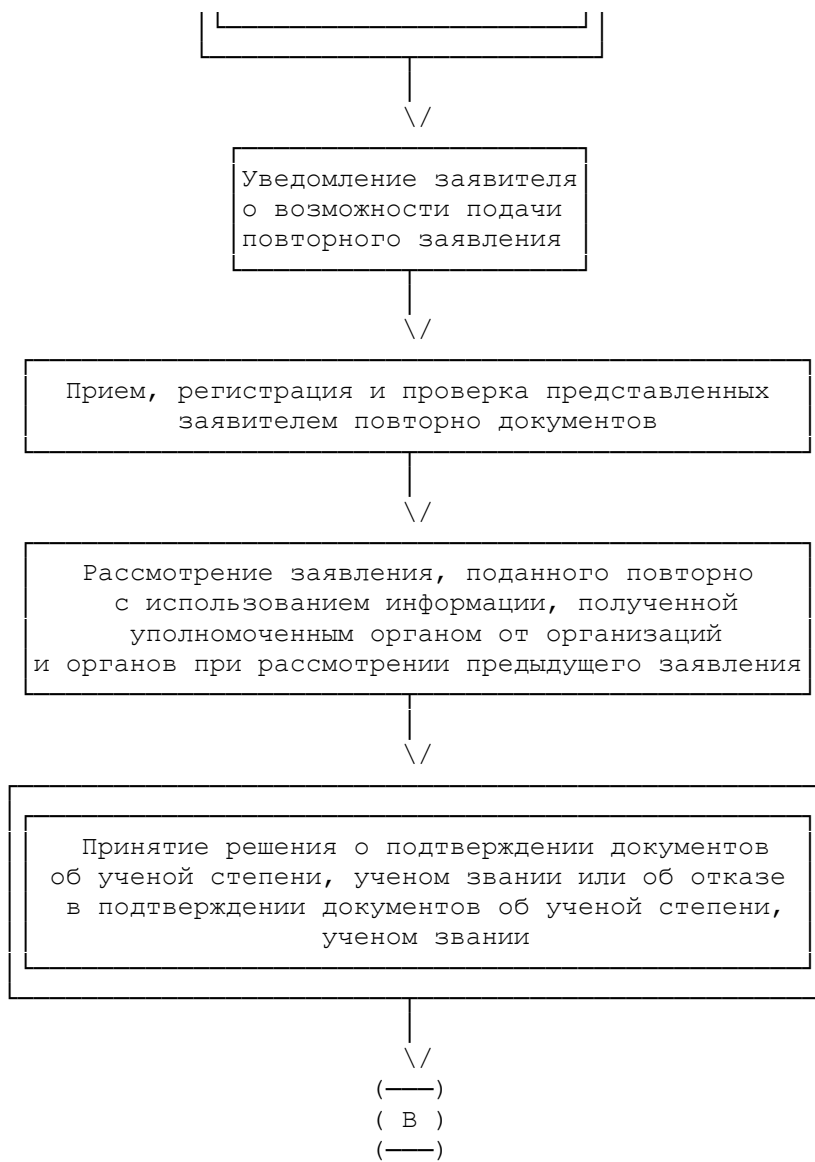 Уведомление заявителя
о возможности подачи
повторного заявления
Прием, регистрация и проверка представленных
заявителем повторно документов
Рассмотрение заявления, поданного повторно
с использованием информации, полученной
уполномоченным органом от организаций
и органов при рассмотрении предыдущего заявления
Принятие решения о подтверждении документов
об ученой степени, ученом звании или об отказе
в подтверждении документов об ученой степени,
ученом звании
( В )